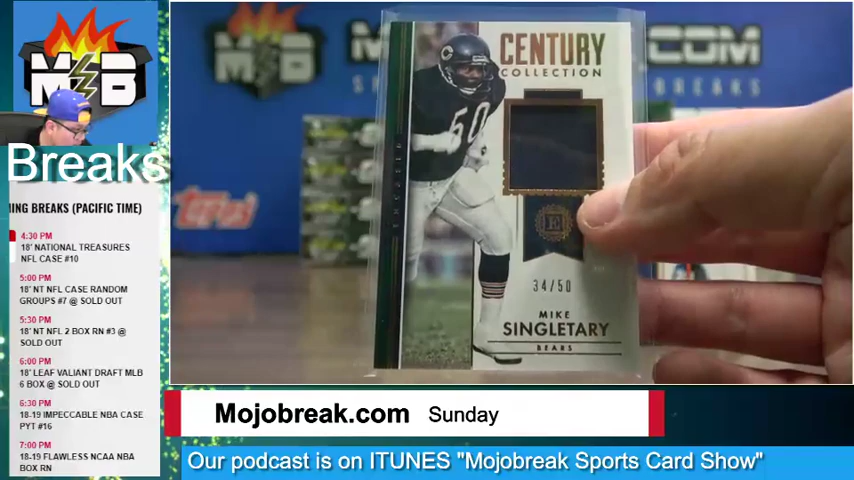 M B
Breaks
ING BREAKS (PACIFIC TIME)
4:30 PM
18' NATIONAL TREASURES
NFL CASE #10
5:00 PM
18' NT NFL CASE RANDOM
GROUPS #7 @ SOLD OUT
5:30 PM
18' NT NFL 2 BOX RN #3 @
SOLD OUT
6:00 PM
18' LEAF VALIANT DRAFT MLB
6 BOX @ SOLD OUT
6:30 PM
18-19 IMPECCABLE NBA CASE
PYT #16
7:00 PM
18-19 FLAWLESS NCAA NBA
BOX RN
M B
.COM
BREAKS
topps
CENTURY
COLLECTION
50
E
34/50
MIKE
SINGLETARY
BEARS
Mojobreak.com Sunday
Our podcast is on ITUNES "Mojobreak Sports Card Show"